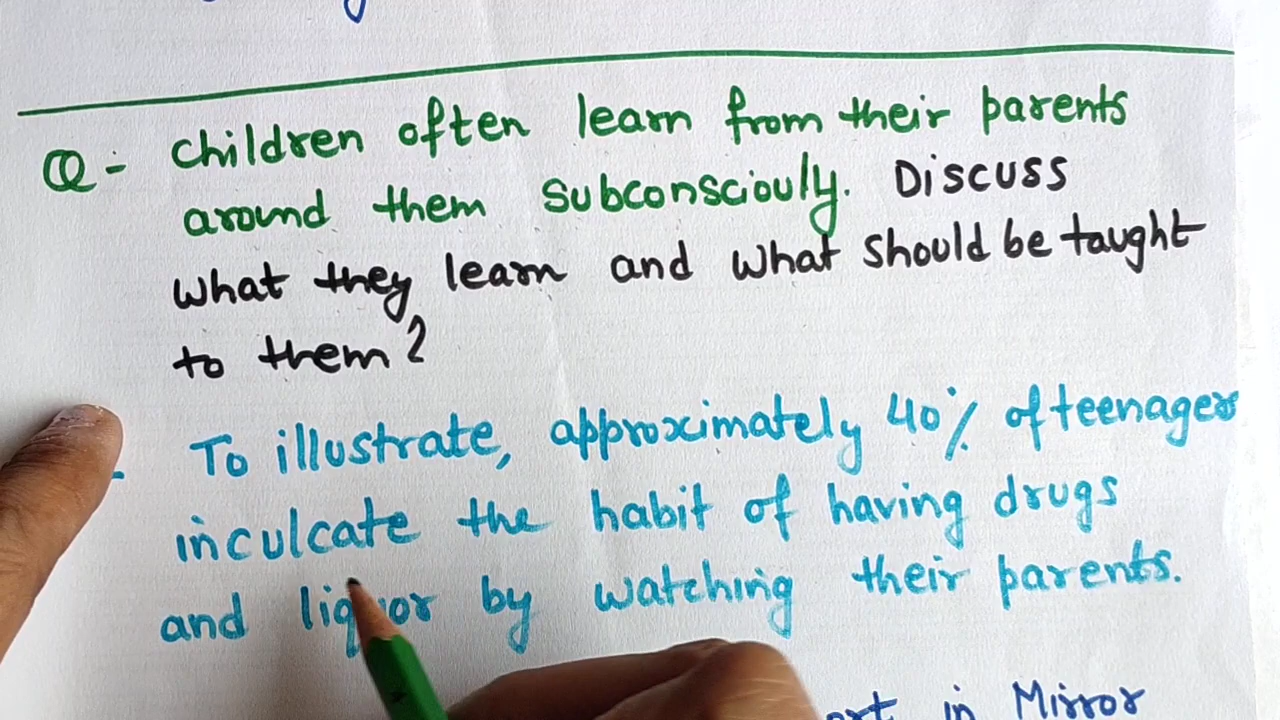 Q- Children often learn from their parents
around them subconsciouly. Discuss
what they learn and what should be taught
to them?
To illustrate, approximately 40% of teenagers
inculcate the habit of having drugs
and liquor by watching their parents.
in Mirror